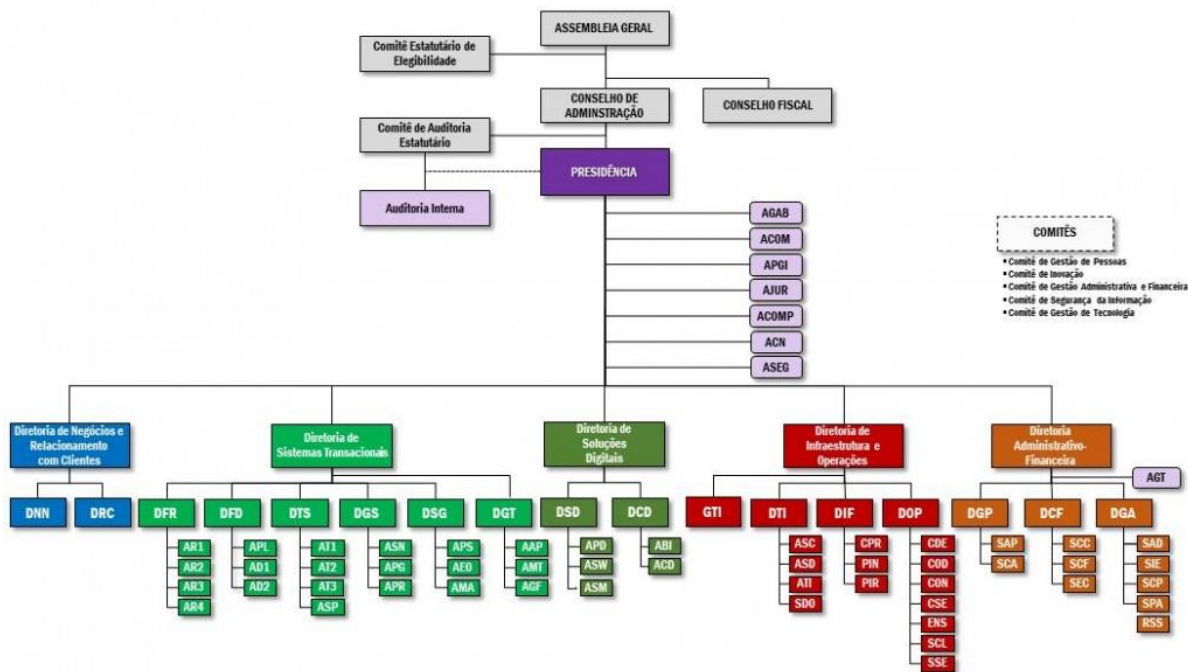 ASSEMBLEIA GERAL
Comitê Estatutário de
Elegibilidade
CONSELHO DE
ADMINSTRAÇÃO
CONSELHO FISCAL
Comitê de Auditoria
Estatutário
PRESIDÊNCIA
Auditoria Interna
AGAB
ACOM
APGI
AJUR
ACOMP
ACN
ASEG
COMITÊS
• Comitê de Gestão de Pessoas
• Comitê de Inovação
• Comitê de Gestão Administrativa e Financeira
• Comitê de Segurança da Informação
• Comitê de Gestão de Tecnologia
Diretoria de Negócios e
Relacionamento
com Clientes
Diretoria de
Sistemas Transacionais
Diretoria de
Soluções
Digitais
Diretoria de
Infraestrutura e
Operações
Diretoria
Administrativo-
Financeira
AGT
DNN
DRC
DFR
DFD
DTS
DGS
DSG
DGT
DSD
DCD
GTI
DTI
DIF
DOP
DGP
DCF
DGA
AR1
AR2
AR3
AR4
APL
AD1
AD2
AT1
AT2
AT3
ASP
ASN
APG
APR
APS
AEO
AMA
AAP
AMT
AGF
APD
ASW
ASM
ABI
ACD
ASC
ASD
ATI
SDO
CPR
PIN
PIR
CDE
COD
CON
CSE
ENS
SCL
SSE
SAP
SCA
SCC
SCF
SEC
SAD
SIE
SCP
SPA
RSS